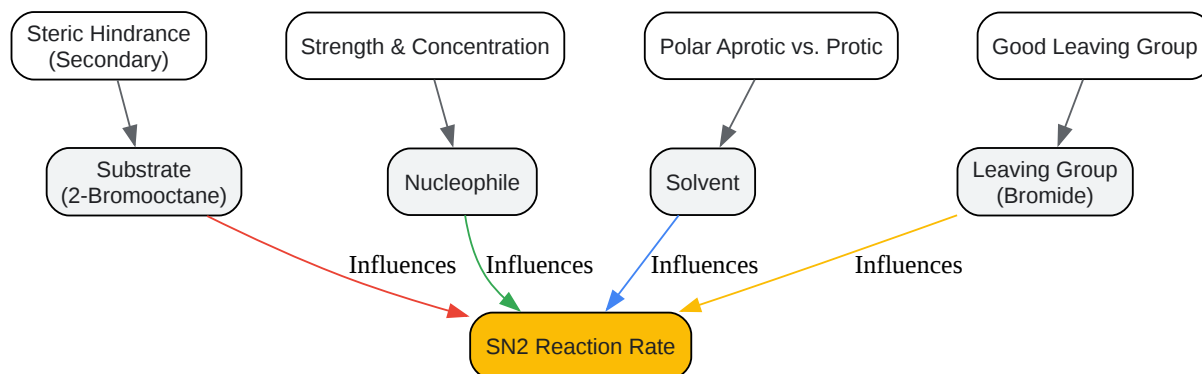 Steric Hindrance
(Secondary)
Strength & Concentration
Polar Aprotic vs. Protic
Good Leaving Group
Substrate
(2-Bromooctane)
Nucleophile
Solvent
Leaving Group
(Bromide)
Influences
Influences
Influences
Influences
SN2 Reaction Rate